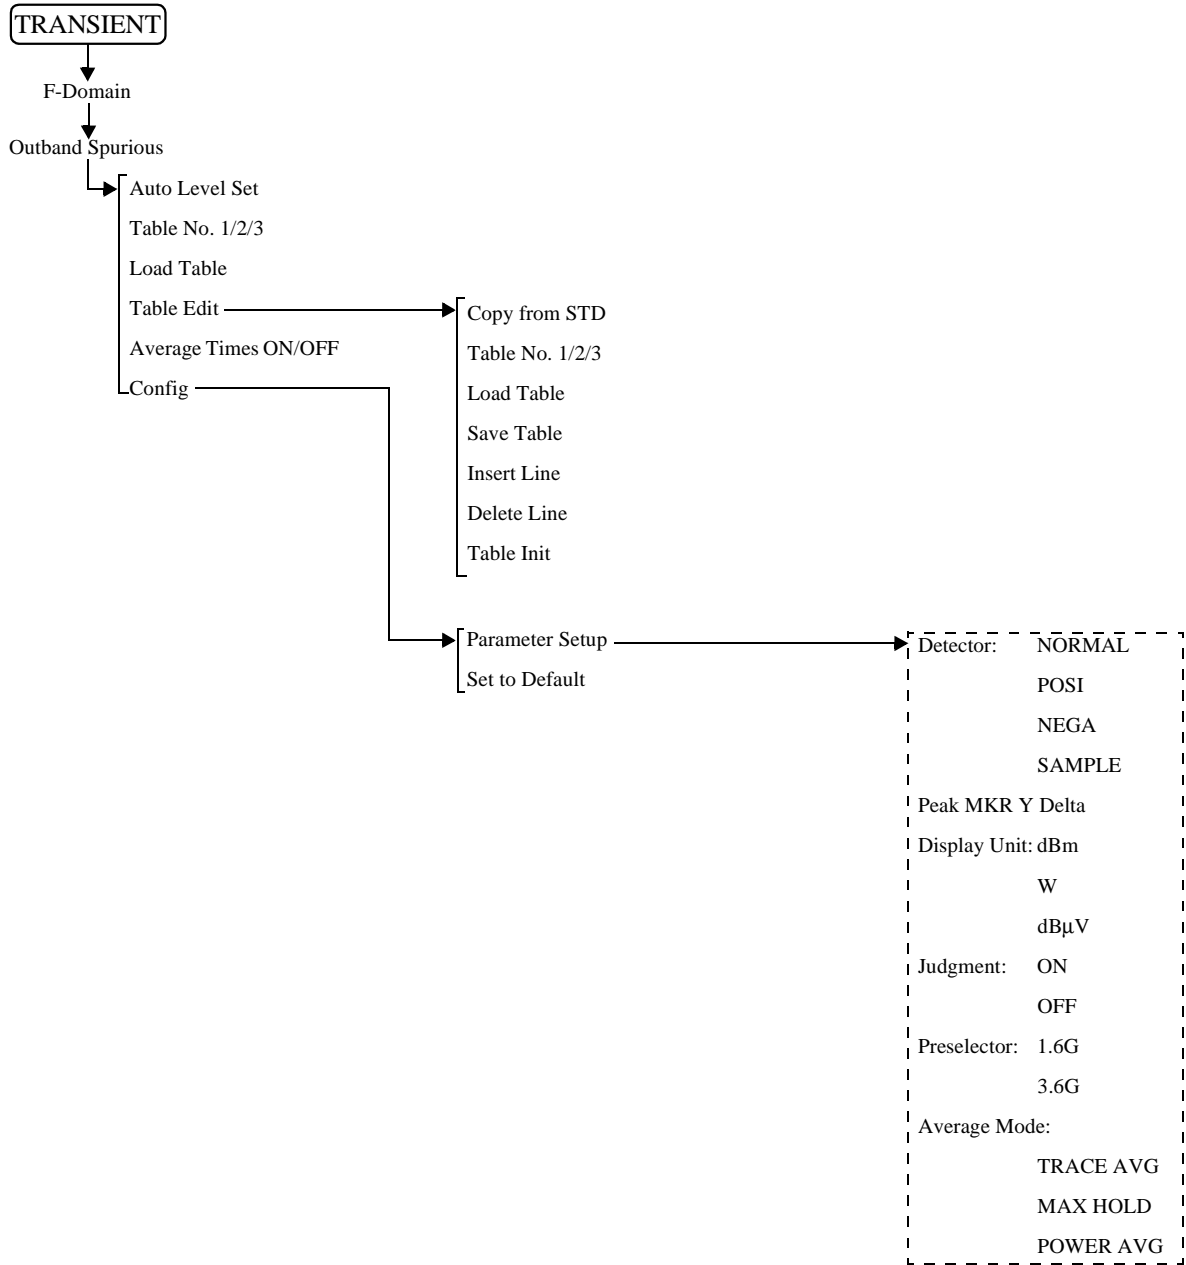 TRANSIENT
F-Domain
Outband Spurious
Auto Level Set
Table No. 1/2/3
Load Table
Table Edit
Average Times ON/OFF
Config
Copy from STD
Table No. 1/2/3
Load Table
Save Table
Insert Line
Delete Line
Table Init
Parameter Setup
Set to Default
Detector: NORMAL
POSI
NEGA
SAMPLE
Peak MKR Y Delta
Display Unit: dBm
W
dBµV
Judgment: ON
OFF
Preselector: 1.6G
3.6G
Average Mode:
TRACE AVG
MAX HOLD
POWER AVG